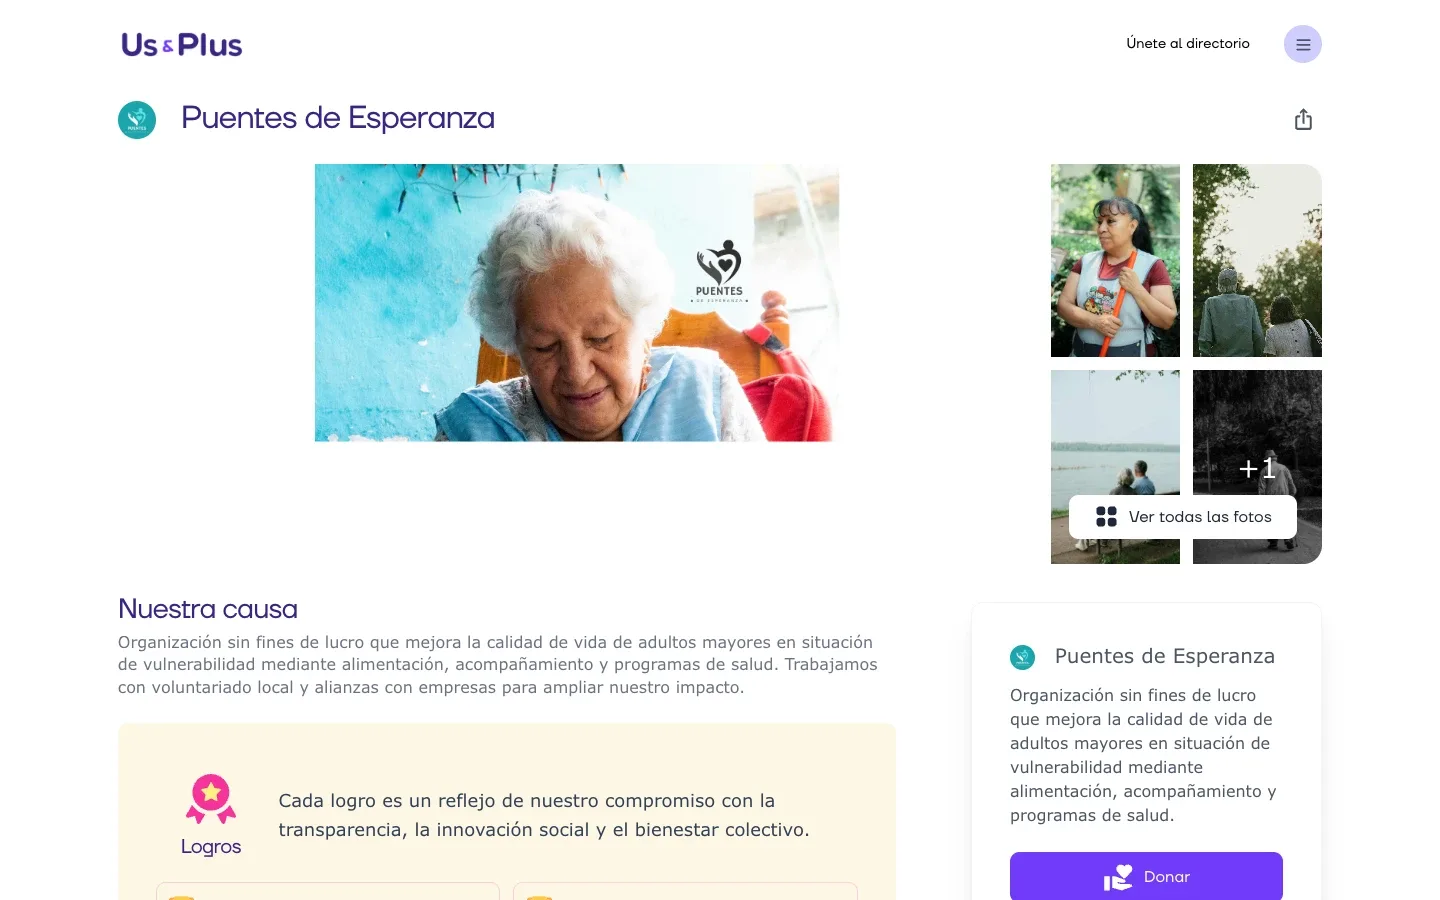 Us & Plus
Únete al directorio
Puentes de Esperanza
PUENTES
DE ESPERANZA
+1
Ver todas las fotos
Nuestra causa
Organización sin fines de lucro que mejora la calidad de vida de adultos mayores en situación
de vulnerabilidad mediante alimentación, acompañamiento y programas de salud. Trabajamos
con voluntariado local y alianzas con empresas para ampliar nuestro impacto.
Logros
Cada logro es un reflejo de nuestro compromiso con la
transparencia, la innovación social y el bienestar colectivo.
Puentes de Esperanza
Organización sin fines de lucro
que mejora la calidad de vida de
adultos mayores en situación de
vulnerabilidad mediante
alimentación, acompañamiento y
programas de salud.
Donar